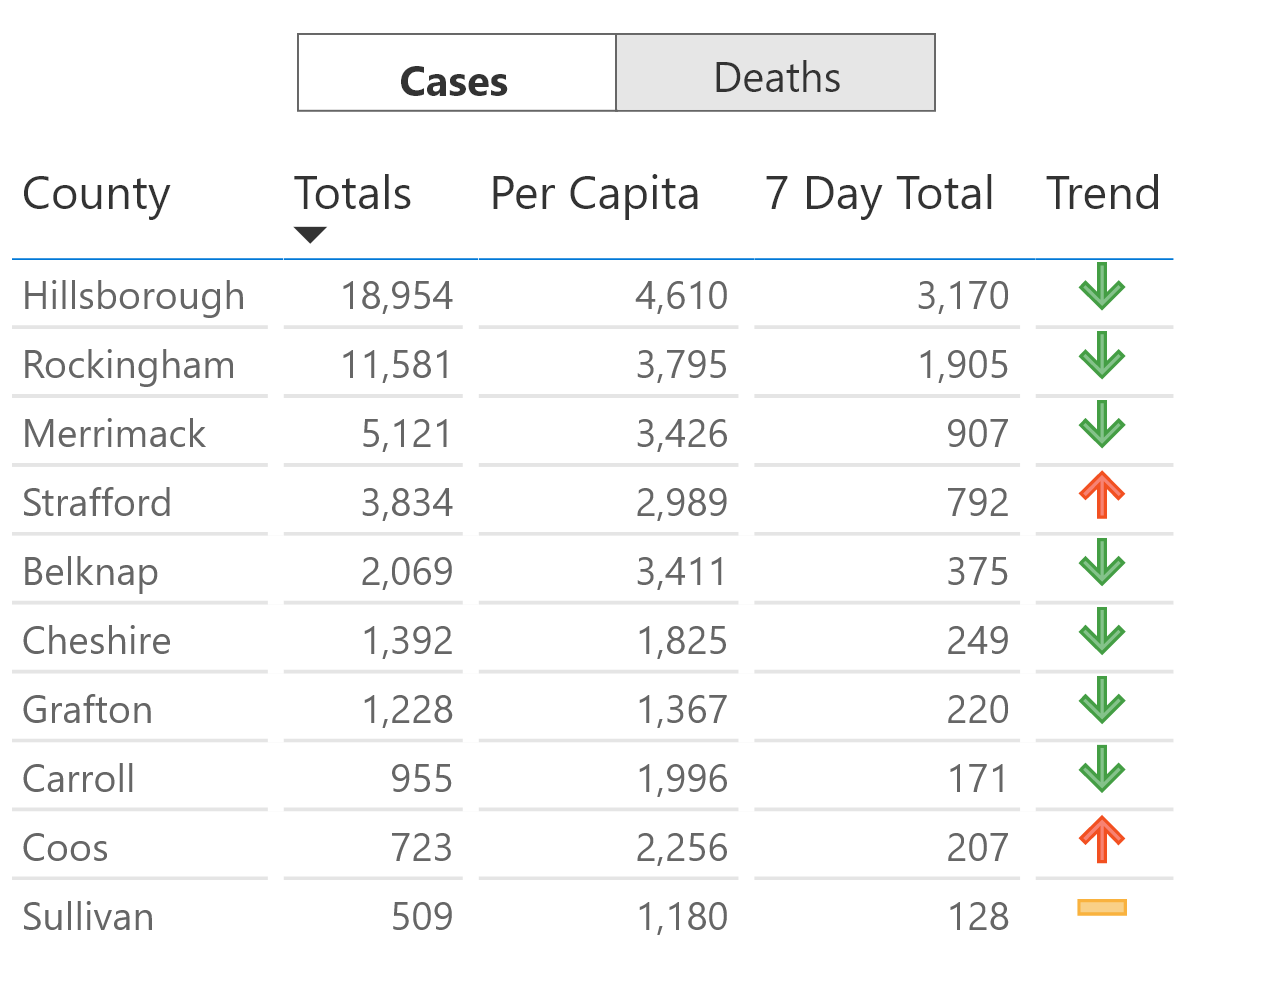 Cases Deaths
County Totals Per Capita 7 Day Total Trend
Hillsborough 18,954 4,610 3,170
Rockingham 11,581 3,795 1,905
Merrimack 5,121 3,426 907
Strafford 3,834 2,989 792
Belknap 2,069 3,411 375
Cheshire 1,392 1,825 249
Grafton 1,228 1,367 220
Carroll 955 1,996 171
Coos 723 2,256 207
Sullivan 509 1,180 128